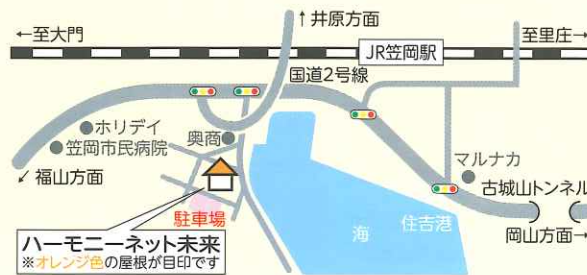 ↑井原方面
←至大門
至里庄→
JR笠岡駅
国道2号線
ホリデイ
奥商
笠岡市民病院
マルナカ
↙福山方面
古城山トンネル
駐車場
住吉港
海
岡山方面→
ハーモニーネット未来
※オレンジ色の屋根が目印です